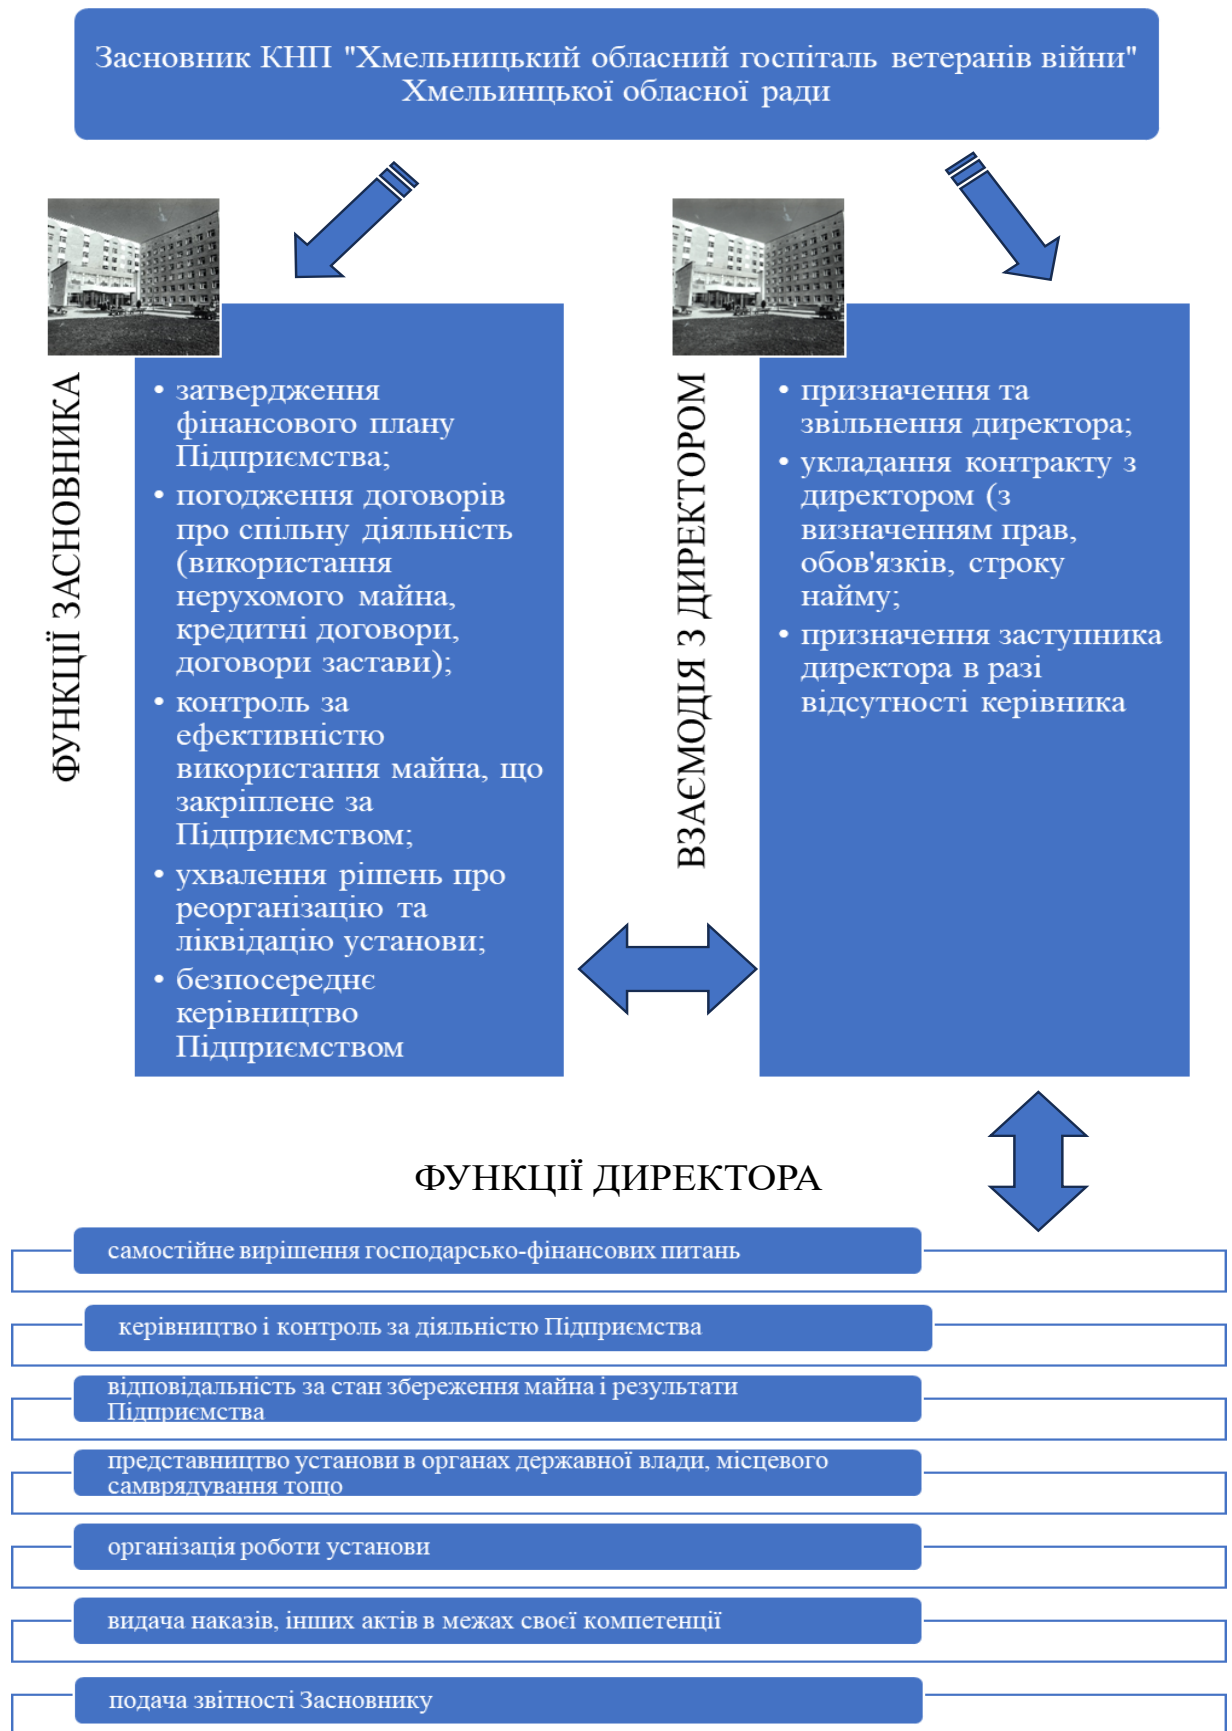 Засновник КНП "Хмельницький обласний госпіталь ветеранів війни"
Хмельинцької обласної ради
ФУНКЦІЇ ЗАСНОВНИКА
• затвердження
фінансового плану
Підприємства;
• погодження договорів
про спільну діяльність
(використання
нерухомого майна,
кредитні договори,
договори застави);
• контроль за
ефективністю
використання майна, що
закріплене за
Підприємством;
• ухвалення рішень про
реорганізацію та
ліквідацію установи;
• безпосереднє
керівництво
Підприємством
ВЗАЄМОДІЯ З ДИРЕКТОРОМ
• призначення та
звільнення директора;
• укладання контракту з
директором (з
визначенням прав,
обов'язків, строку
найму;
• призначення заступника
директора в разі
відсутності керівника
ФУНКЦІЇ ДИРЕКТОРА
самостійне вирішення господарсько-фінансових питань
керівництво і контроль за діяльністю Підприємства
відповідальність за стан збереження майна і результати
Підприємства
представництво установи в органах державної влади, місцевого
самврядування тощо
організація роботи установи
видача наказів, інших актів в межах своєї компетенції
подача звітності Засновнику